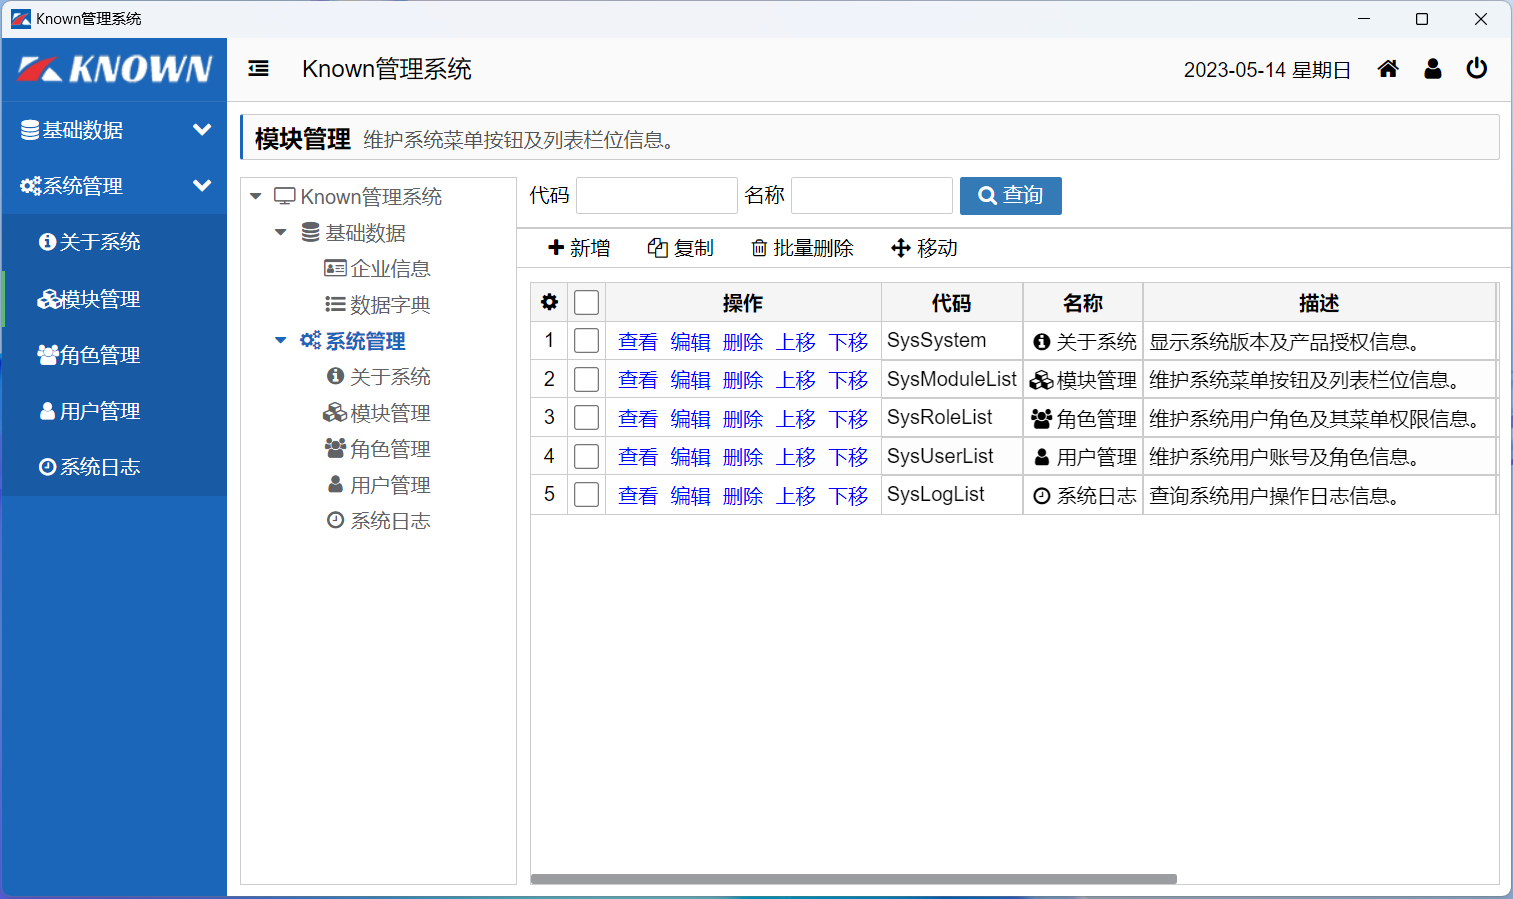 Known管理系统
KNOWN
Known管理系统
2023-05-14 星期日
基础数据
系统管理
关于系统
模块管理
角色管理
用户管理
系统日志
模块管理 维护系统菜单按钮及列表栏位信息。
Known管理系统
基础数据
企业信息
数据字典
系统管理
关于系统
模块管理
角色管理
用户管理
系统日志
代码 名称 查询
新增 复制 批量删除 移动
操作 代码 名称 描述
1 查看 编辑 删除 上移 下移 SysSystem 关于系统 显示系统版本及产品授权信息。
2 查看 编辑 删除 上移 下移 SysModuleList 模块管理 维护系统菜单按钮及列表栏位信息。
3 查看 编辑 删除 上移 下移 SysRoleList 角色管理 维护系统用户角色及其菜单权限信息。
4 查看 编辑 删除 上移 下移 SysUserList 用户管理 维护系统用户账号及角色信息。
5 查看 编辑 删除 上移 下移 SysLogList 系统日志 查询系统用户操作日志信息。